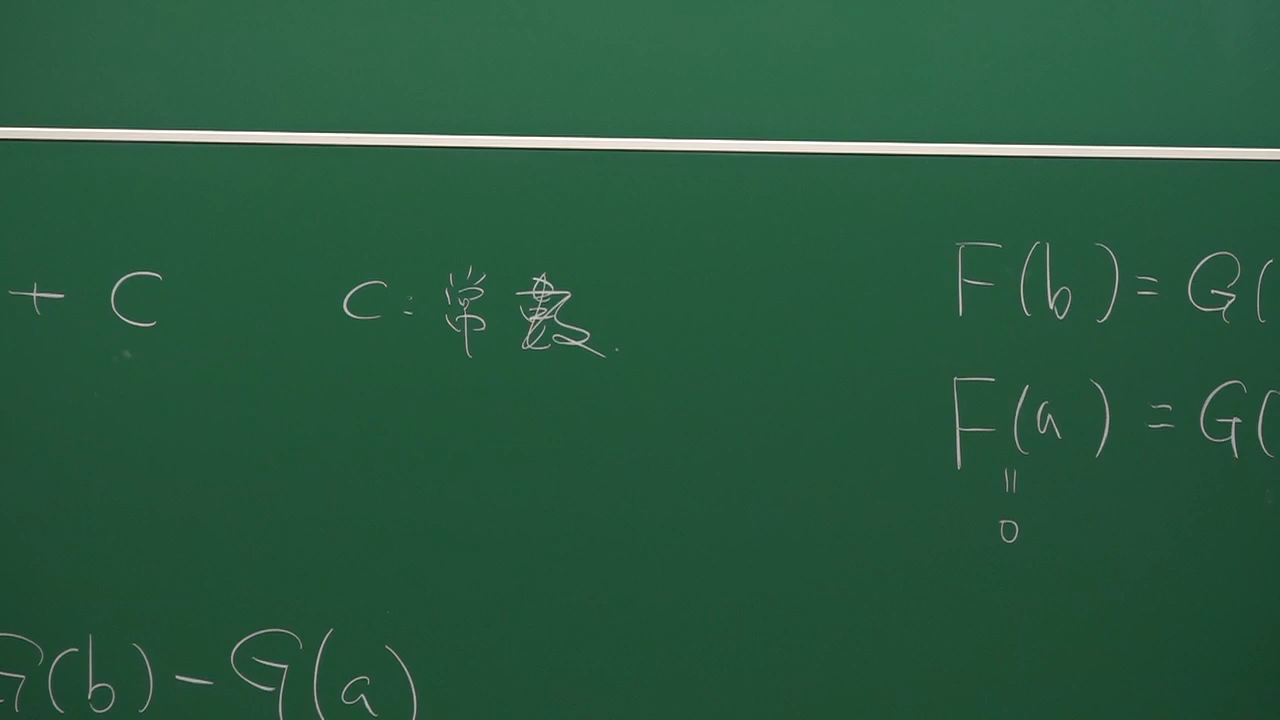 + C  C : 常数.
F(b) = G(
F(a) = G(
=
0
G(b) - G(a)